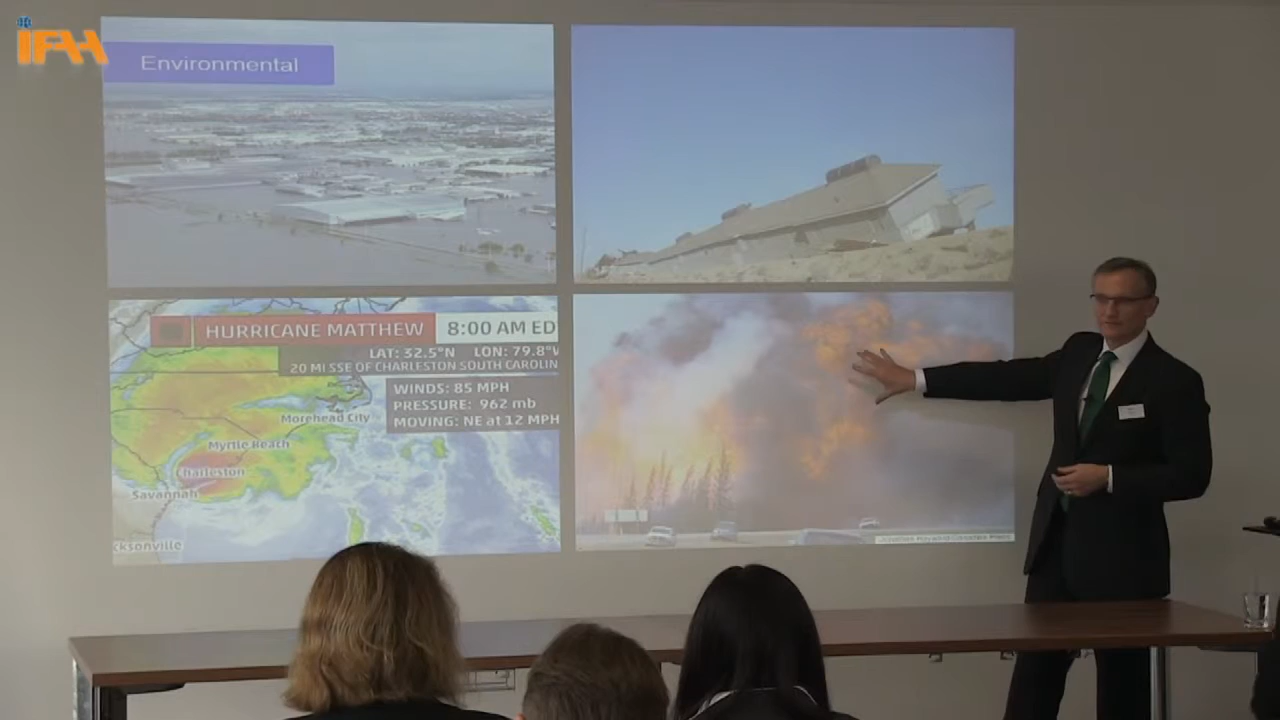 IFAH
Environmental
HURRICANE MATTHEW
8:00 AM ED
LAT: 32.5°N LON: 79.8°W
20 MI SSE OF CHARLESTON SOUTH CAROLIN
WINDS: 85 MPH
PRESSURE: 962 mb
MOVING: NE at 12 MPH
Morehead City
Myrtle Beach
Charleston
Savannah
cksonville